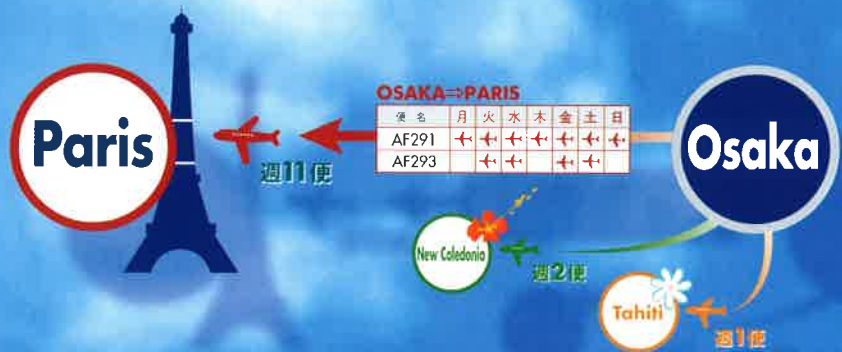 Paris
週11便
OSAKA⇒PARIS
便名 月 火 水 木 金 土 日
AF291
AF293
Osaka
New Caledonia
週2便
Tahiti
週1便